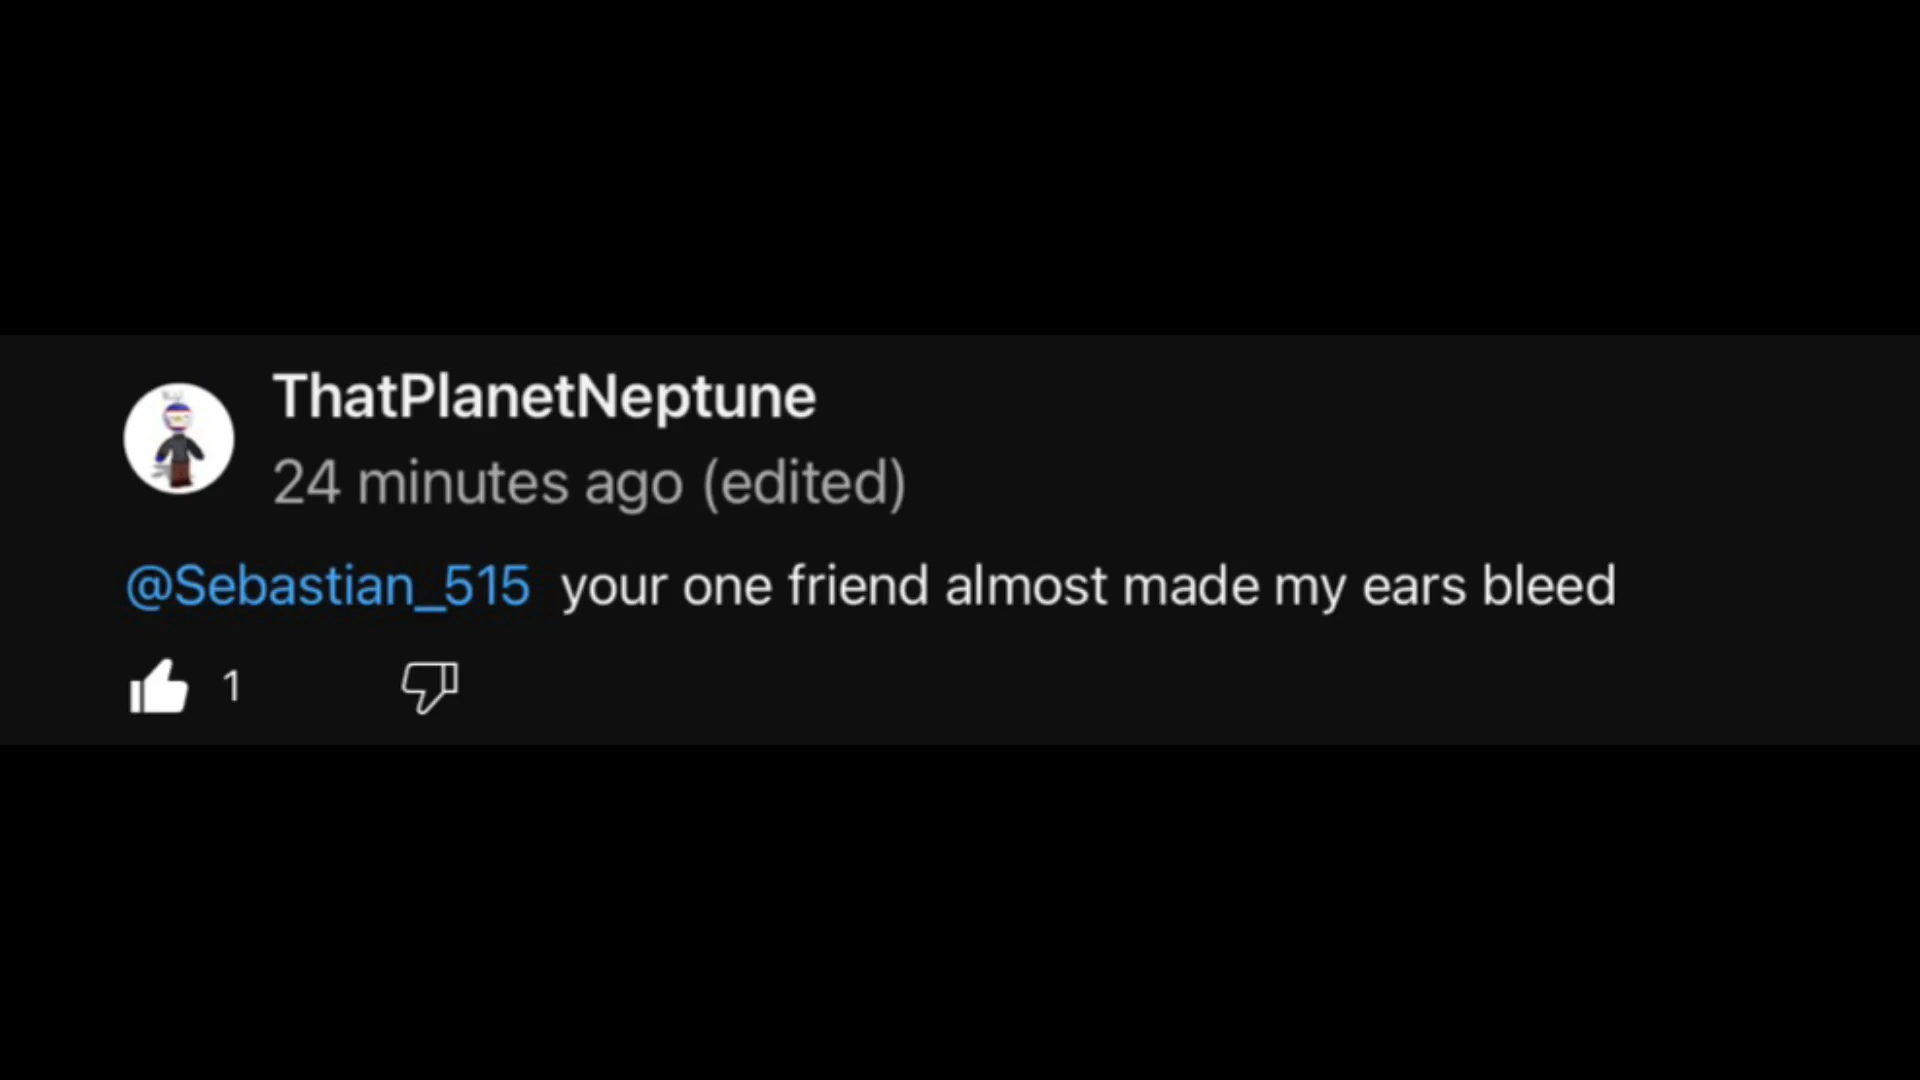 ThatPlanetNeptune
24 minutes ago (edited)
@Sebastian_515 your one friend almost made my ears bleed
1